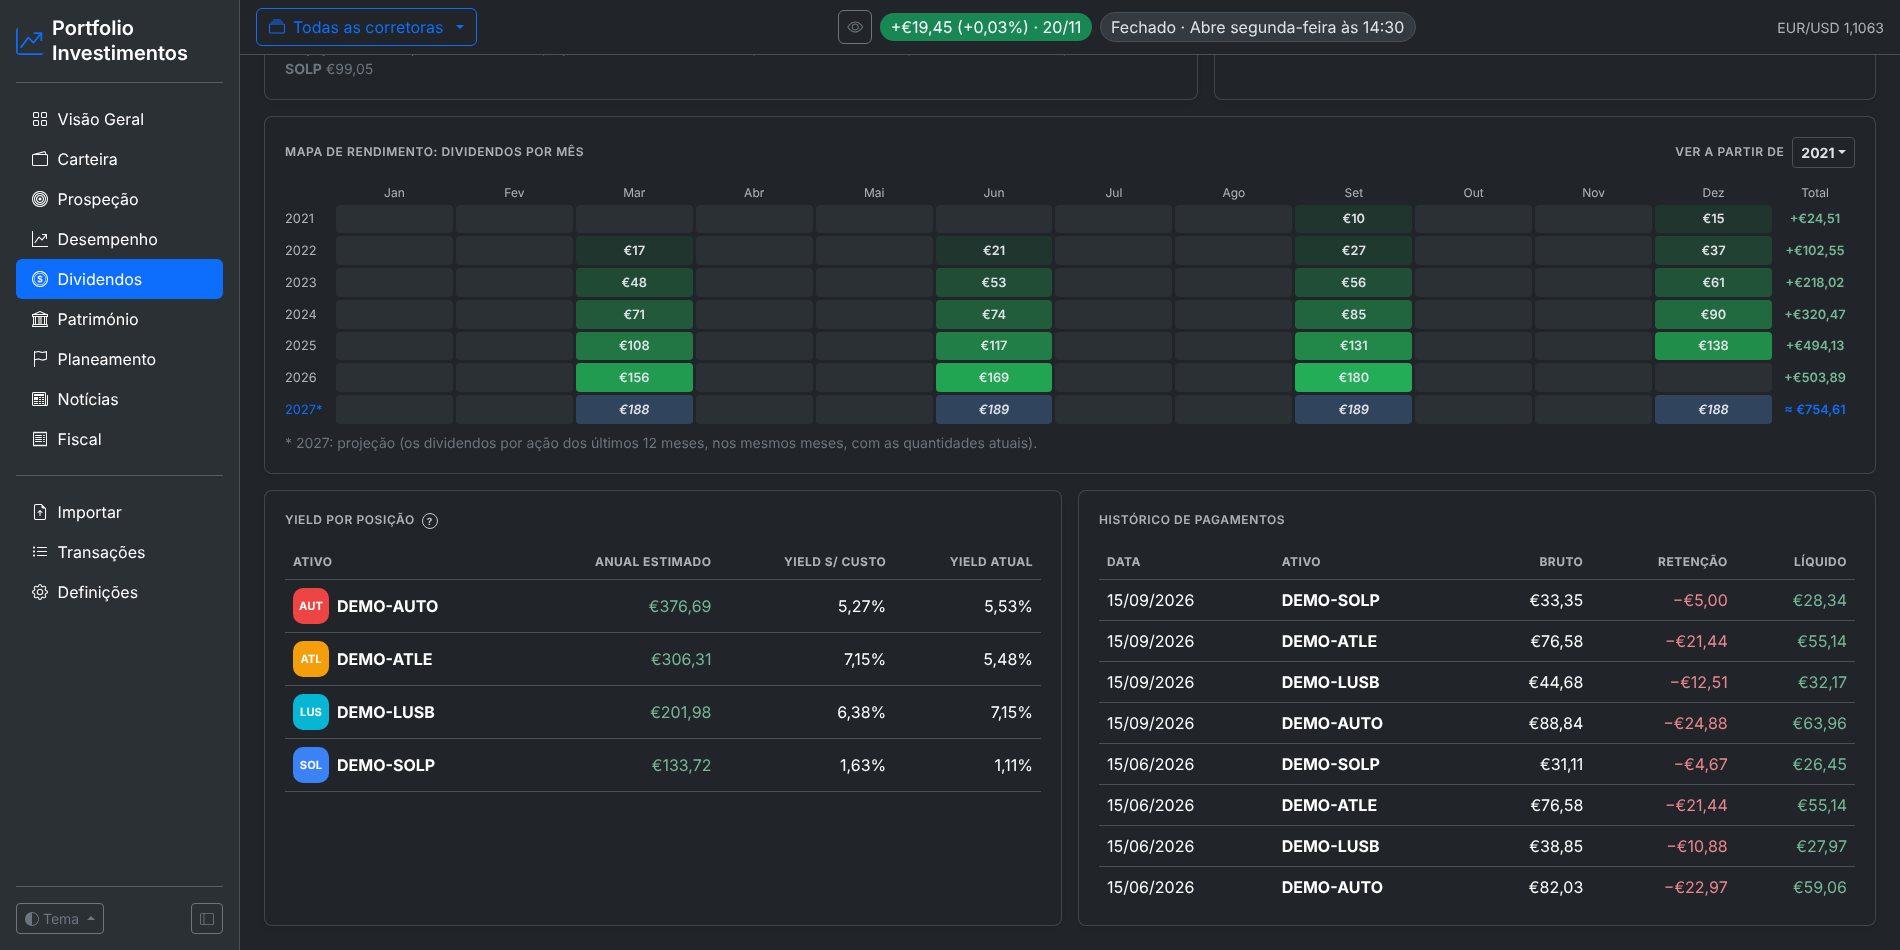 Portfolio
Investimentos
Todas as corretoras
+€19,45 (+0,03%) · 20/11
Fechado · Abre segunda-feira às 14:30
EUR/USD 1,1063
Visão Geral
Carteira
Prospeção
Desempenho
Dividendos
Património
Planeamento
Notícias
Fiscal
Importar
Transações
Definições
Tema
SOLP €99,05
MAPA DE RENDIMENTO: DIVIDENDOS POR MÊS
VER A PARTIR DE 2021
Jan Fev Mar Abr Mai Jun Jul Ago Set Out Nov Dez Total
2021 €10 €15 +€24,51
2022 €17 €21 €27 €37 +€102,55
2023 €48 €53 €56 €61 +€218,02
2024 €71 €74 €85 €90 +€320,47
2025 €108 €117 €131 €138 +€494,13
2026 €156 €169 €180 +€503,89
2027* €188 €189 €189 €188 ≈ €754,61
* 2027: projeção (os dividendos por ação dos últimos 12 meses, nos mesmos meses, com as quantidades atuais).
YIELD POR POSIÇÃO ?
ATIVO ANUAL ESTIMADO YIELD S/ CUSTO YIELD ATUAL
AUT DEMO-AUTO €376,69 5,27% 5,53%
ATL DEMO-ATLE €306,31 7,15% 5,48%
LUS DEMO-LUSB €201,98 6,38% 7,15%
SOL DEMO-SOLP €133,72 1,63% 1,11%
HISTÓRICO DE PAGAMENTOS
DATA ATIVO BRUTO RETENÇÃO LÍQUIDO
15/09/2026 DEMO-SOLP €33,35 −€5,00 €28,34
15/09/2026 DEMO-ATLE €76,58 −€21,44 €55,14
15/09/2026 DEMO-LUSB €44,68 −€12,51 €32,17
15/09/2026 DEMO-AUTO €88,84 −€24,88 €63,96
15/06/2026 DEMO-SOLP €31,11 −€4,67 €26,45
15/06/2026 DEMO-ATLE €76,58 −€21,44 €55,14
15/06/2026 DEMO-LUSB €38,85 −€10,88 €27,97
15/06/2026 DEMO-AUTO €82,03 −€22,97 €59,06